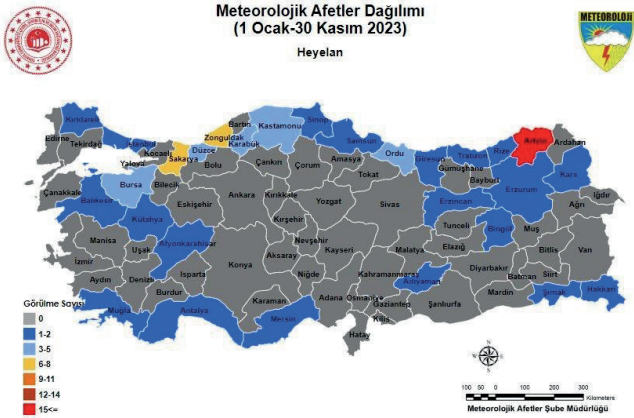 Meteorolojik Afetler Dağılımı
(1 Ocak-30 Kasım 2023)
Heyelan
METEOROLOJİ
Kırklareli
Edirne
Tekirdağ
İstanbul
Kocaeli
Yalova
Sakarya
Düzce
Zonguldak
Bartın
Karabük
Kastamonu
Sinop
Samsun
Ordu
Giresun
Trabzon
Rize
Artvin
Ardahan
Kars
Iğdır
Ağrı
Erzurum
Bayburt
Gümüşhane
Erzincan
Tunceli
Bingöl
Muş
Bitlis
Van
Hakkari
Şırnak
Siirt
Batman
Mardin
Diyarbakır
Elazığ
Malatya
Adıyaman
Şanlıurfa
Gaziantep
Kilis
Hatay
Osmaniye
Kahramanmaraş
Adana
Mersin
Karaman
Niğde
Kayseri
Nevşehir
Aksaray
Konya
Kırşehir
Kırıkkale
Yozgat
Sivas
Tokat
Amasya
Çorum
Çankırı
Ankara
Bolu
Eskişehir
Bilecik
Bursa
Çanakkale
Balıkesir
Kütahya
Afyonkarahisar
Manisa
Uşak
İzmir
Aydın
Denizli
Isparta
Burdur
Muğla
Antalya
Görülme Sayısı
0
1-2
3-5
6-8
9-11
12-14
15<=
100 50 0 100 200 300
Kilometers
Meteorolojik Afetler Şube Müdürlüğü